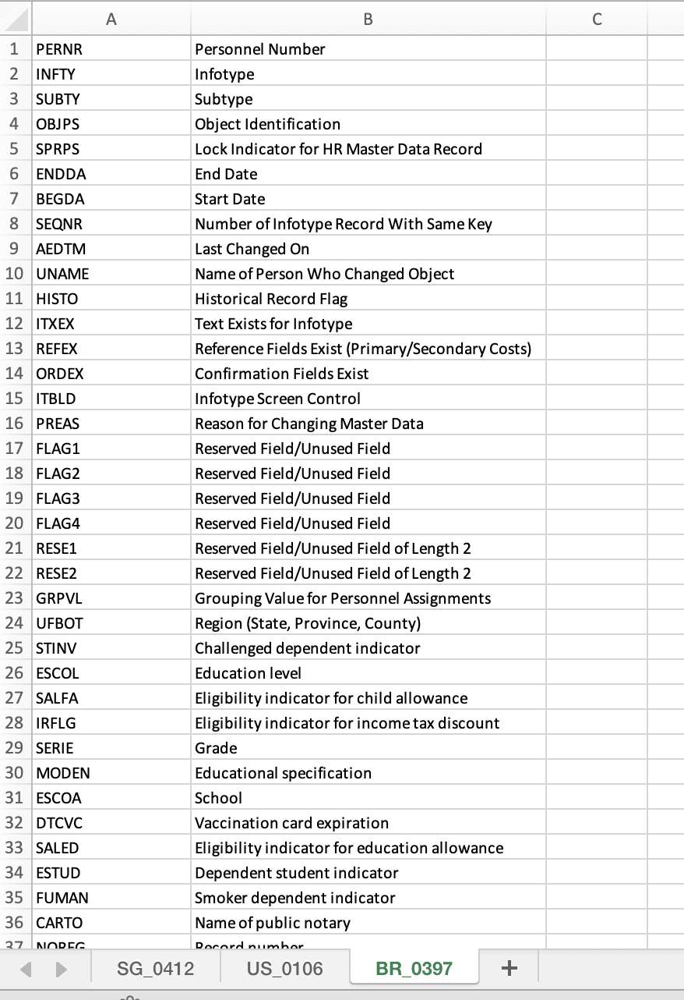 A B C
1 PERNR Personnel Number
2 INFTY Infotype
3 SUBTY Subtype
4 OBJPS Object Identification
5 SPRPS Lock Indicator for HR Master Data Record
6 ENDDA End Date
7 BEGDA Start Date
8 SEQNR Number of Infotype Record With Same Key
9 AEDTM Last Changed On
10 UNAME Name of Person Who Changed Object
11 HISTO Historical Record Flag
12 ITXEX Text Exists for Infotype
13 REFEX Reference Fields Exist (Primary/Secondary Costs)
14 ORDEX Confirmation Fields Exist
15 ITBLD Infotype Screen Control
16 PREAS Reason for Changing Master Data
17 FLAG1 Reserved Field/Unused Field
18 FLAG2 Reserved Field/Unused Field
19 FLAG3 Reserved Field/Unused Field
20 FLAG4 Reserved Field/Unused Field
21 RESE1 Reserved Field/Unused Field of Length 2
22 RESE2 Reserved Field/Unused Field of Length 2
23 GRPVL Grouping Value for Personnel Assignments
24 UFBOT Region (State, Province, County)
25 STINV Challenged dependent indicator
26 ESCOL Education level
27 SALFA Eligibility indicator for child allowance
28 IRFLG Eligibility indicator for income tax discount
29 SERIE Grade
30 MODEN Educational specification
31 ESCOA School
32 DTCVC Vaccination card expiration
33 SALED Eligibility indicator for education allowance
34 ESTUD Dependent student indicator
35 FUMAN Smoker dependent indicator
36 CARTO Name of public notary
37 NOREG Record number
SG_0412 US_0106 BR_0397 +